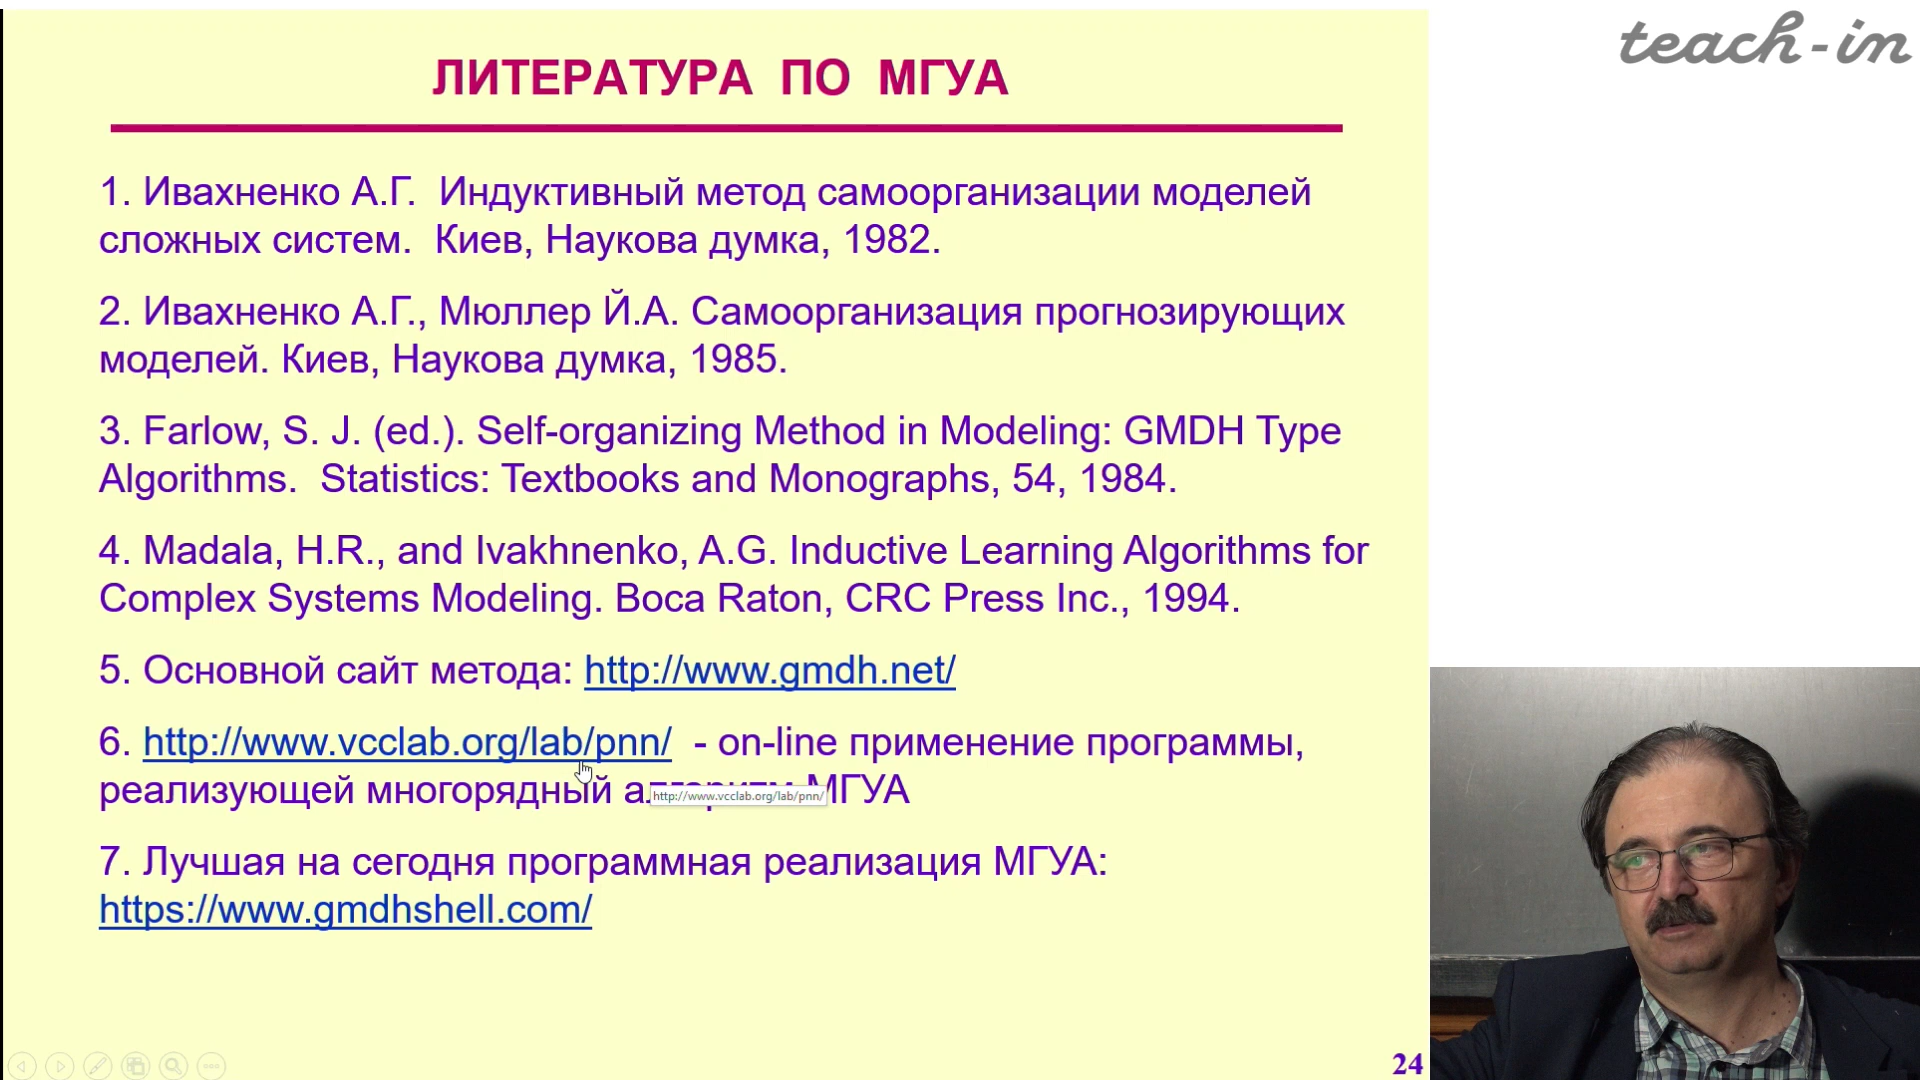 teach-in
ЛИТЕРАТУРА ПО МГУА
1. Ивахненко А.Г. Индуктивный метод самоорганизации моделей
сложных систем. Киев, Наукова думка, 1982.
2. Ивахненко А.Г., Мюллер Й.А. Самоорганизация прогнозирующих
моделей. Киев, Наукова думка, 1985.
3. Farlow, S. J. (ed.). Self-organizing Method in Modeling: GMDH Type
Algorithms. Statistics: Textbooks and Monographs, 54, 1984.
4. Madala, H.R., and Ivakhnenko, A.G. Inductive Learning Algorithms for
Complex Systems Modeling. Boca Raton, CRC Press Inc., 1994.
5. Основной сайт метода: http://www.gmdh.net/
6. http://www.vcclab.org/lab/pnn/ - on-line применение программы,
реализующей многорядный алгоритм МГУА
http://www.vcclab.org/lab/pnn/
7. Лучшая на сегодня программная реализация МГУА:
https://www.gmdhshell.com/
24